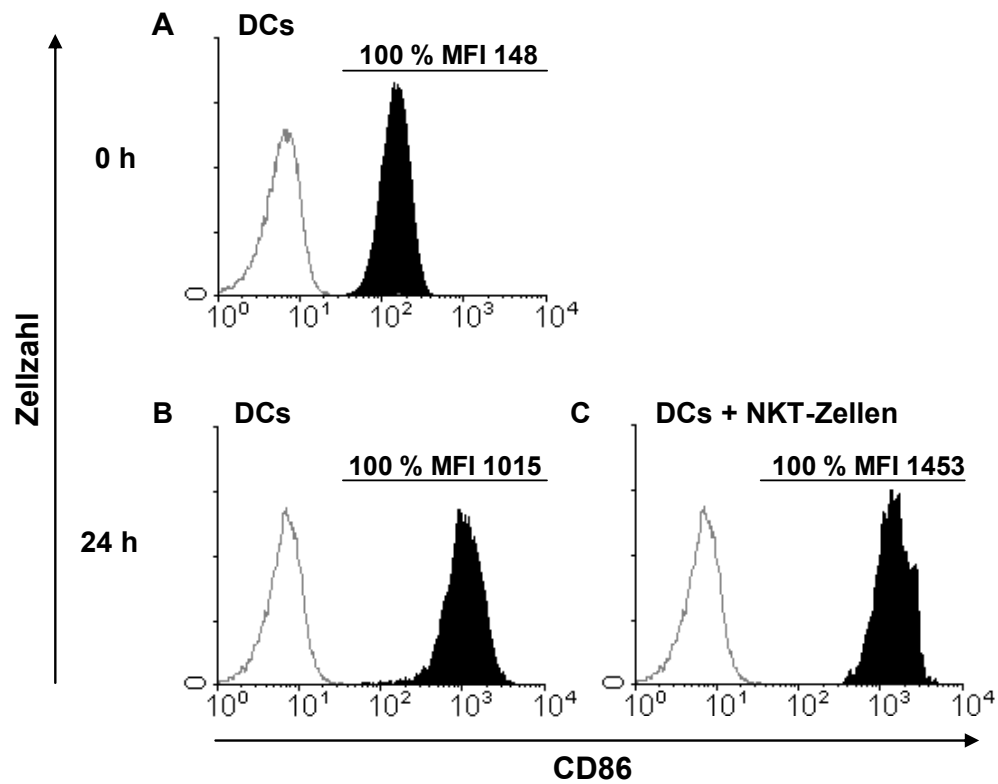 A DCs
100 % MFI 148
0 h
0
10⁰ 10¹ 10² 10³ 10⁴
Zellzahl
B DCs
100 % MFI 1015
C DCs + NKT-Zellen
100 % MFI 1453
24 h
0
10⁰ 10¹ 10² 10³ 10⁴
0
10⁰ 10¹ 10² 10³ 10⁴
CD86